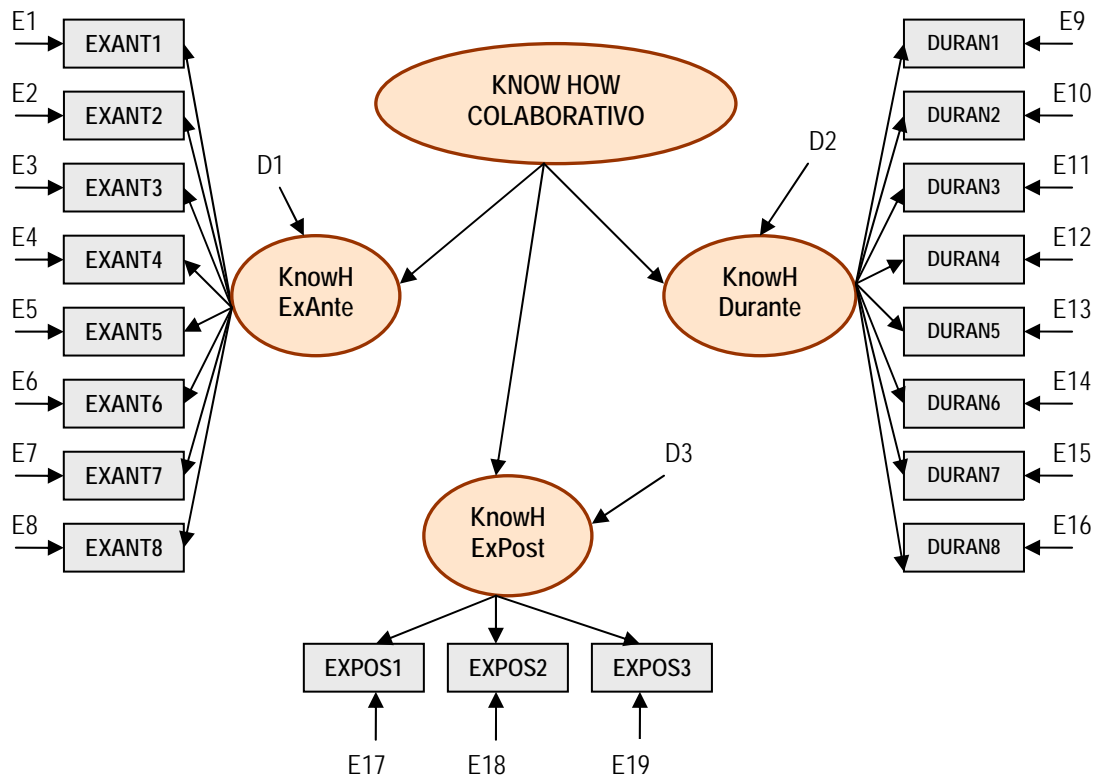 KNOW HOW
COLABORATIVO
E1
EXANT1
E2
EXANT2
E3
EXANT3
E4
EXANT4
E5
EXANT5
E6
EXANT6
E7
EXANT7
E8
EXANT8
D1
KnowH
ExAnte
D2
KnowH
Durante
DURAN1
E9
DURAN2
E10
DURAN3
E11
DURAN4
E12
DURAN5
E13
DURAN6
E14
DURAN7
E15
DURAN8
E16
D3
KnowH
ExPost
EXPOS1
EXPOS2
EXPOS3
E17
E18
E19